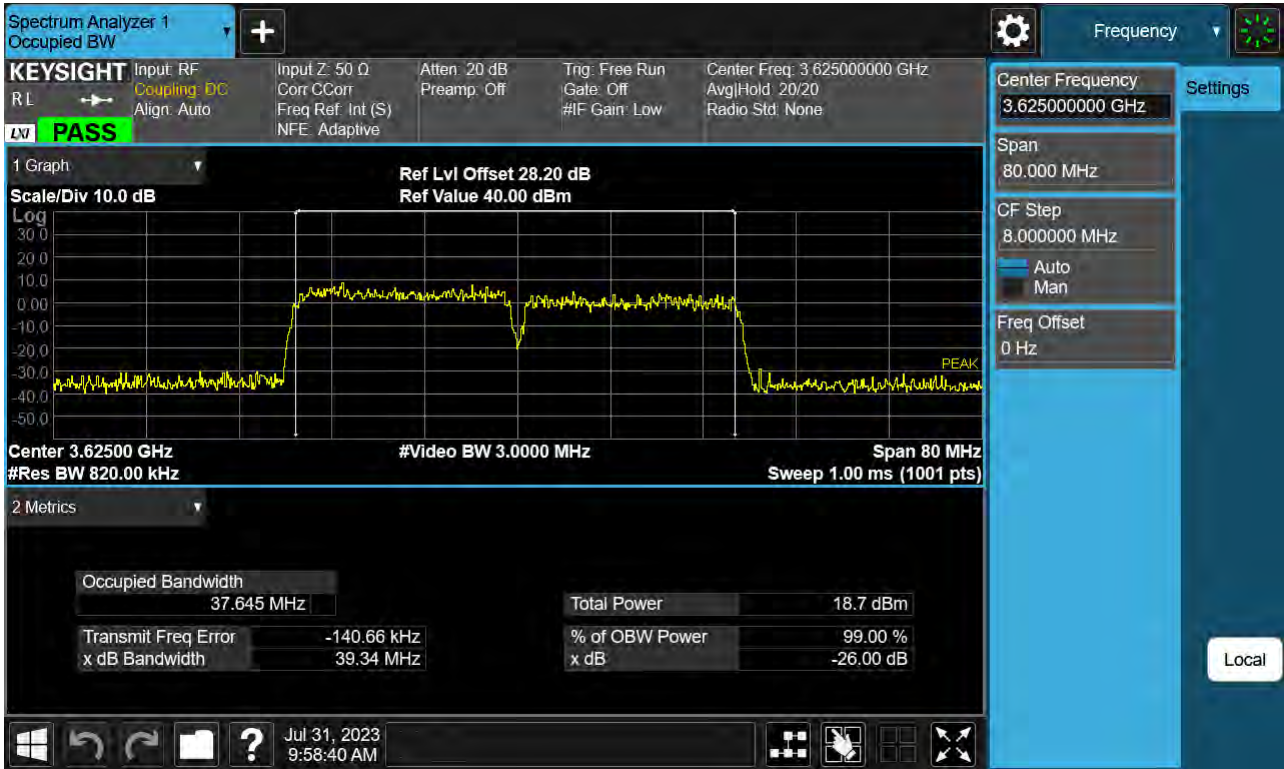 Spectrum Analyzer 1
Occupied BW
+
Frequency
KEYSIGHT
RL
LXI PASS
Input: RF
Coupling: DC
Align: Auto
Input Z: 50 Ω
Corr CCorr
Freq Ref: Int (S)
NFE: Adaptive
Atten: 20 dB
Preamp: Off
Trig: Free Run
Gate: Off
#IF Gain: Low
Center Freq: 3.625000000 GHz
Avg|Hold: 20/20
Radio Std: None
1 Graph
Scale/Div 10.0 dB
Ref Lvl Offset 28.20 dB
Ref Value 40.00 dBm
Log
30.0
20.0
10.0
0.00
-10.0
-20.0
-30.0
-40.0
-50.0
PEAK
Center 3.62500 GHz
#Video BW 3.0000 MHz
Span 80 MHz
#Res BW 820.00 kHz
Sweep 1.00 ms (1001 pts)
2 Metrics
Occupied Bandwidth
37.645 MHz
Total Power 18.7 dBm
Transmit Freq Error -140.66 kHz
% of OBW Power 99.00 %
x dB Bandwidth 39.34 MHz
x dB -26.00 dB
Center Frequency
3.625000000 GHz
Settings
Span
80.000 MHz
CF Step
8.000000 MHz
Auto
Man
Freq Offset
0 Hz
Local
?
Jul 31, 2023
9:58:40 AM